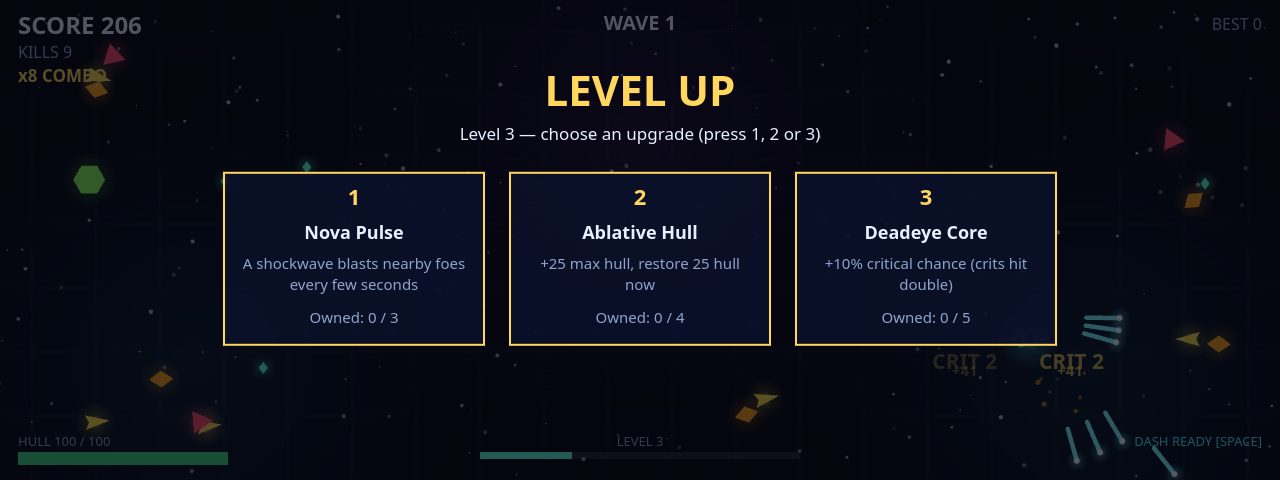 SCORE 206
WAVE 1
BEST 0
KILLS 9
x8 COMBO
LEVEL UP
Level 3 — choose an upgrade (press 1, 2 or 3)
1
Nova Pulse
A shockwave blasts nearby foes
every few seconds
Owned: 0 / 3
2
Ablative Hull
+25 max hull, restore 25 hull
now
Owned: 0 / 4
3
Deadeye Core
+10% critical chance (crits hit
double)
Owned: 0 / 5
CRIT 2
+41
CRIT 2
+41
HULL 100 / 100
LEVEL 3
DASH READY [SPACE]